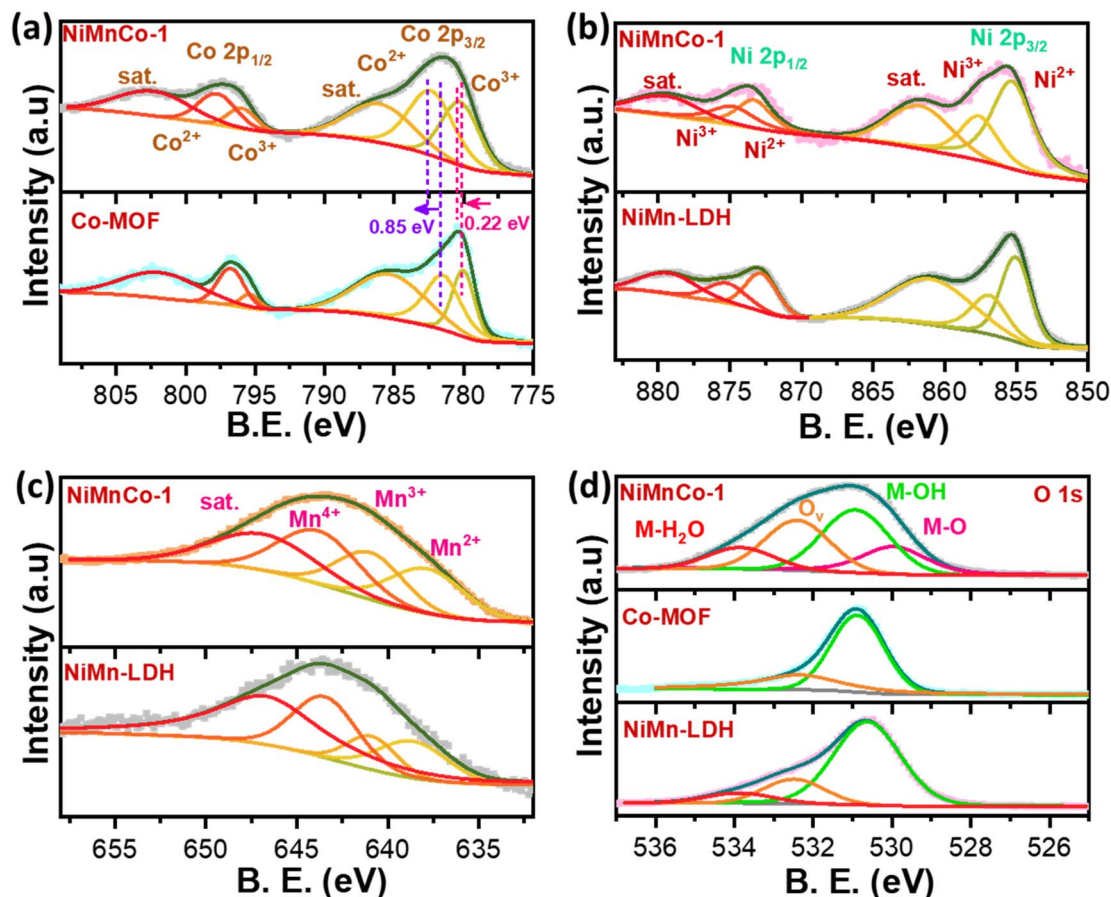 (a)
NiMnCo-1
Co 2p1/2
Co 2p3/2
sat.
Co2+
Co3+
sat.
Co2+
Co3+
Co-MOF
0.85 eV
0.22 eV
Intensity (a.u)
805 800 795 790 785 780 775
B.E. (eV)
(b)
NiMnCo-1
Ni 2p1/2
Ni 2p3/2
sat.
Ni3+
Ni2+
sat.
Ni3+
Ni2+
NiMn-LDH
Intensity (a.u)
880 875 870 865 860 855 850
B. E. (eV)
(c)
NiMnCo-1
sat.
Mn4+
Mn3+
Mn2+
NiMn-LDH
Intensity (a.u)
655 650 645 640 635
B. E. (eV)
(d)
NiMnCo-1
O 1s
M-H2O
Ov
M-OH
M-O
Co-MOF
NiMn-LDH
Intensity (a.u)
536 534 532 530 528 526
B. E. (eV)